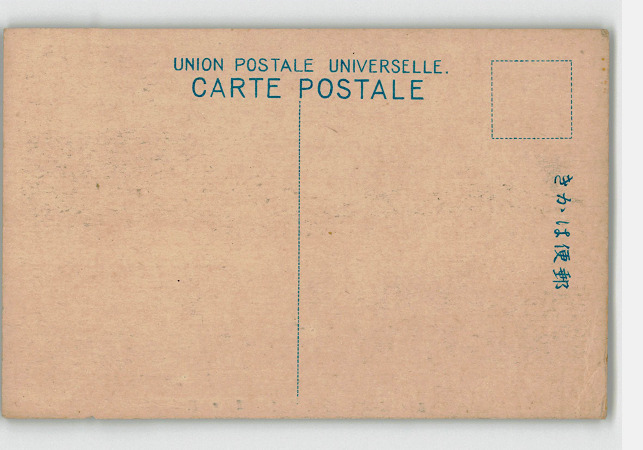 UNION POSTALE UNIVERSELLE.
CARTE POSTALE
郵便はかき